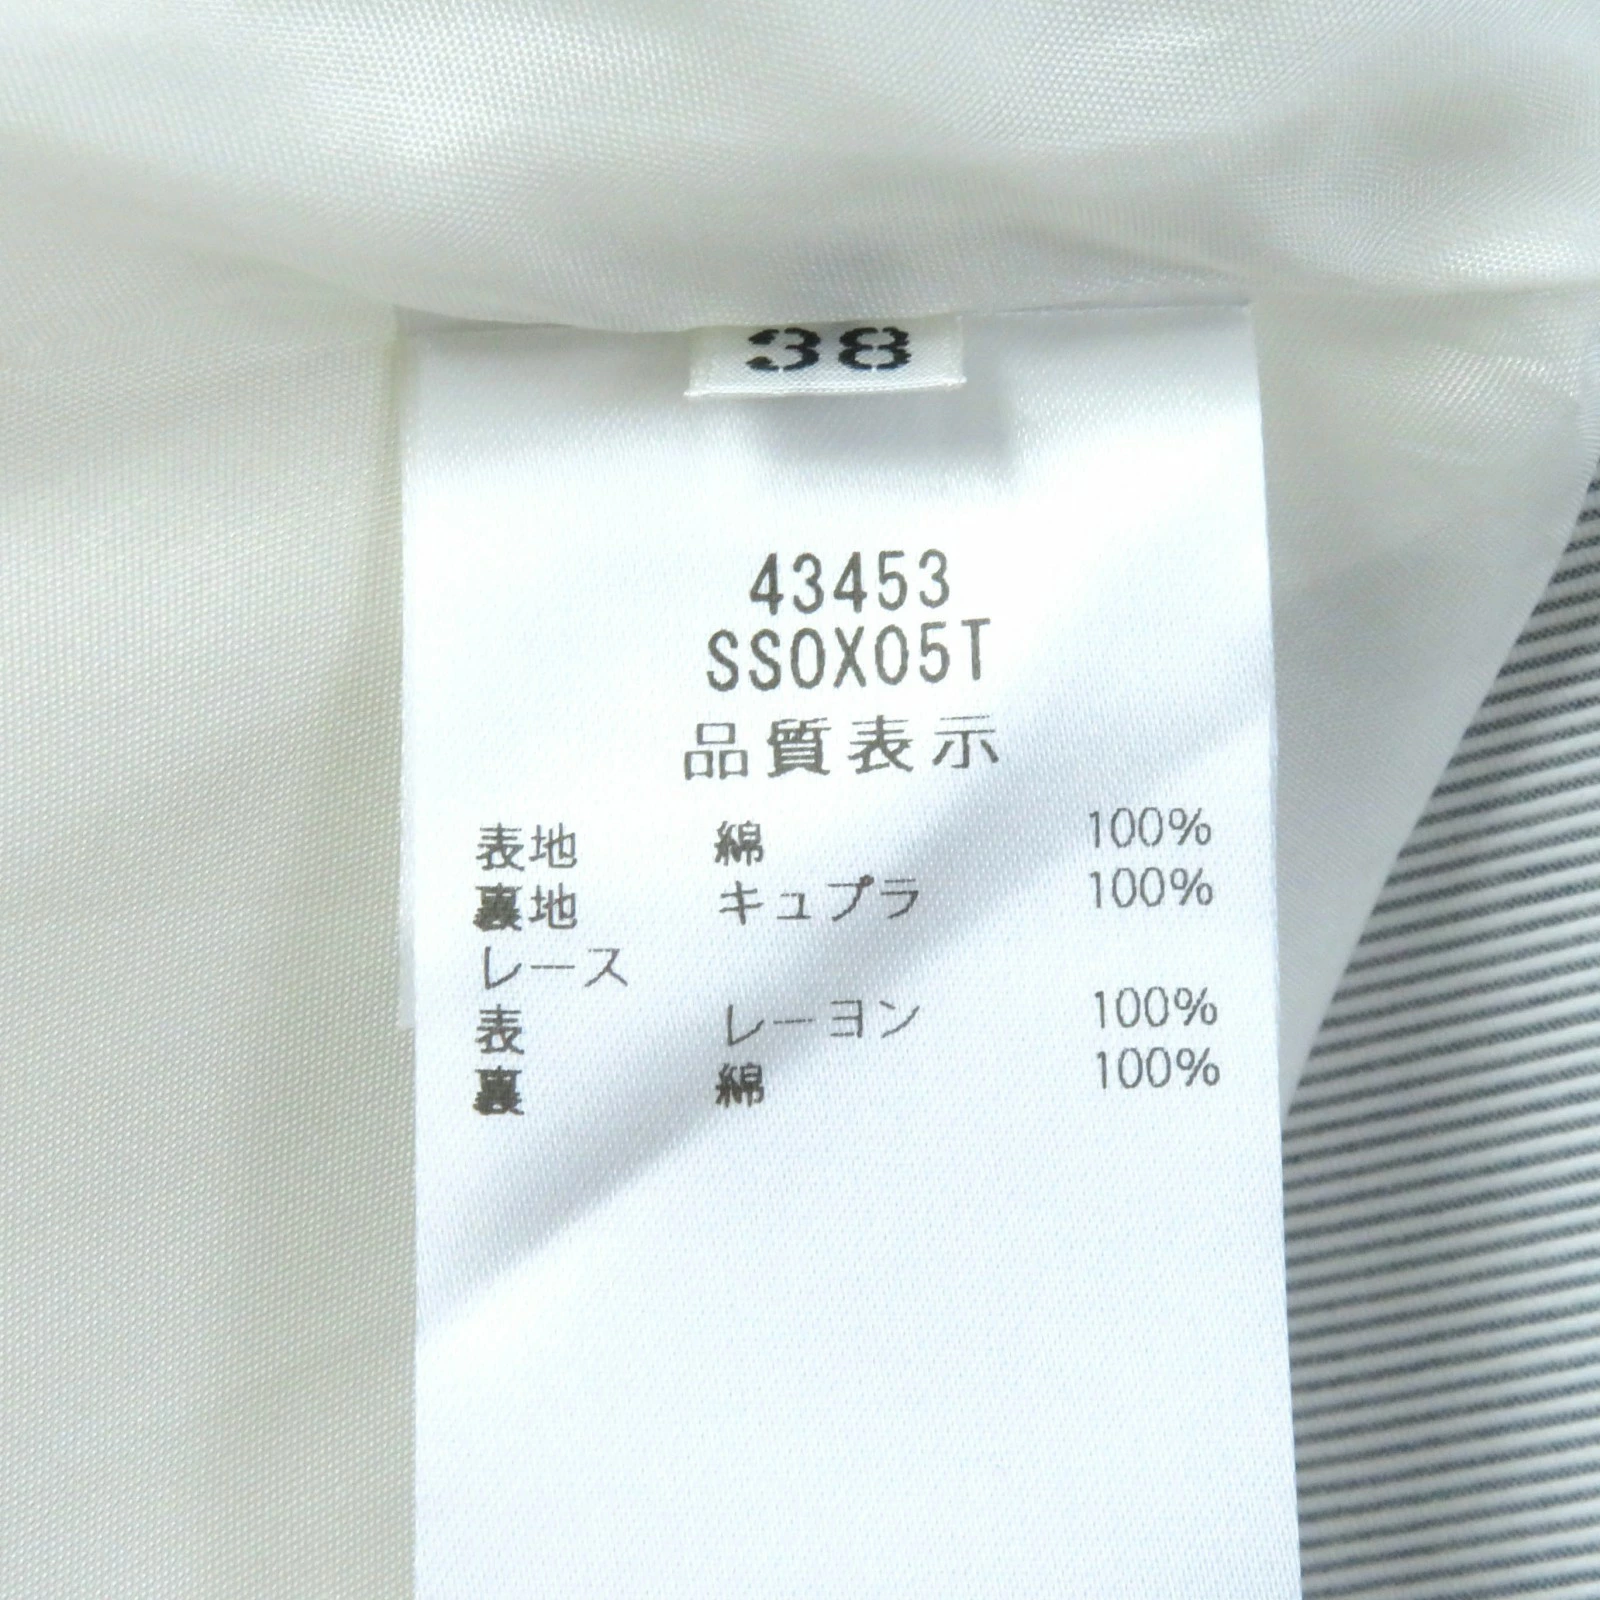 38
43453
SS0X05T
品質表示
表地 綿 100%
裏地 キュプラ 100%
レース
表 レーヨン 100%
裏 綿 100%